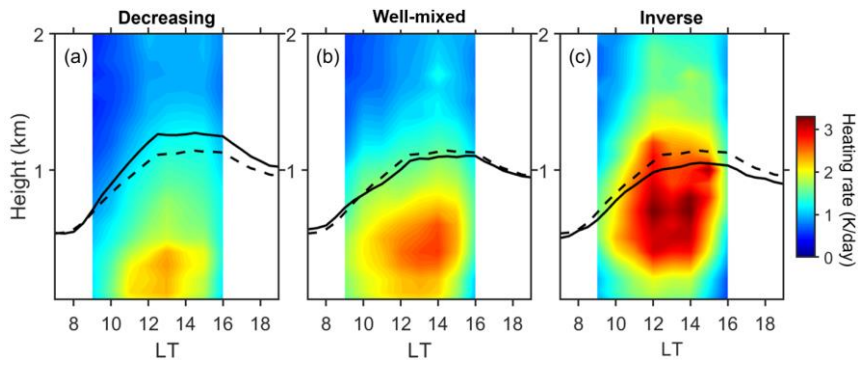 Decreasing
Well-mixed
Inverse
(a)
(b)
(c)
2
1
2
1
2
1
Height (km)
8 10 12 14 16 18
8 10 12 14 16 18
8 10 12 14 16 18
LT
LT
LT
3
2
1
0
Heating rate (K/day)